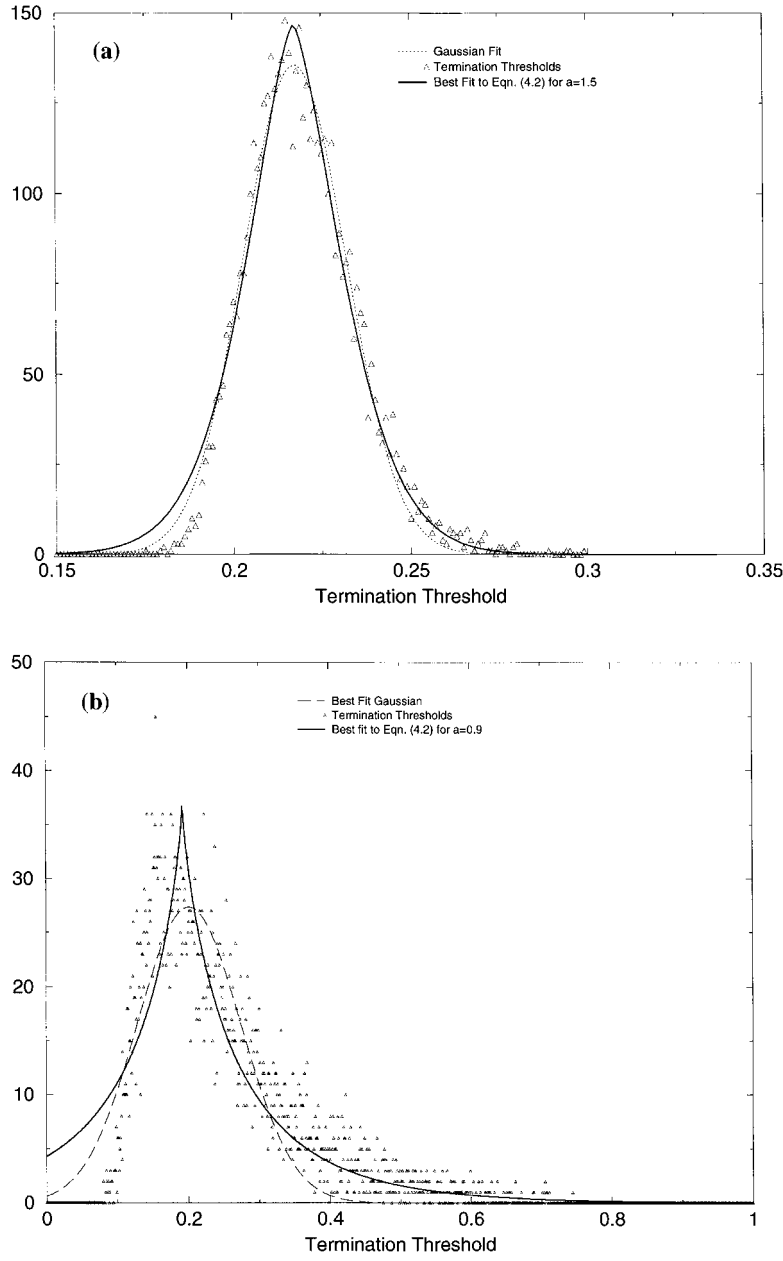 150
(a)
Gaussian Fit
Termination Thresholds
Best Fit to Eqn. (4.2) for a=1.5
100
50
0
0.15 0.2 0.25 0.3 0.35
Termination Threshold
50
(b)
Best Fit Gaussian
Termination Thresholds
Best fit to Eqn. (4.2) for a=0.9
40
30
20
10
0
0 0.2 0.4 0.6 0.8 1
Termination Threshold